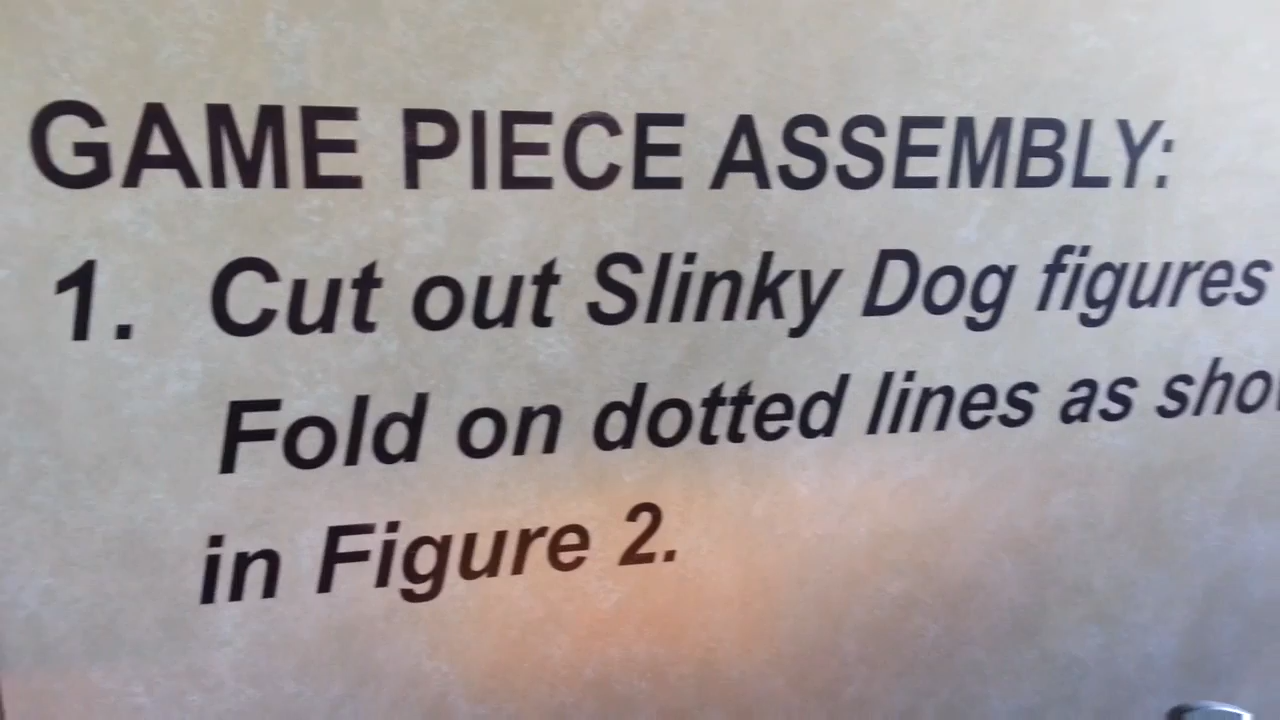 GAME PIECE ASSEMBLY:
1. Cut out Slinky Dog figures
Fold on dotted lines as
in Figure 2.